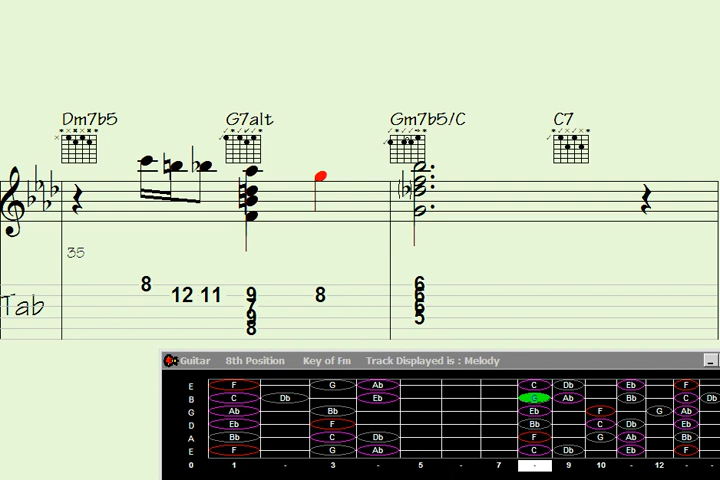 Dm7b5 G7alt Gm7b5/C C7
35
Tab
8 12 11 9 7 9 8 8 6 6 6 6 5
Guitar 8th Position Key of Fm Track Displayed is : Melody
E F G Ab C Db Eb F
B C Db Eb G Ab Bb C Db
G Ab Bb Eb F G Ab
D Eb F Bb C Db Eb
A Bb C Db F G Ab Bb
E F G Ab C Db Eb F
0 1 - 3 - 5 - 7 - 9 10 - 12 - -